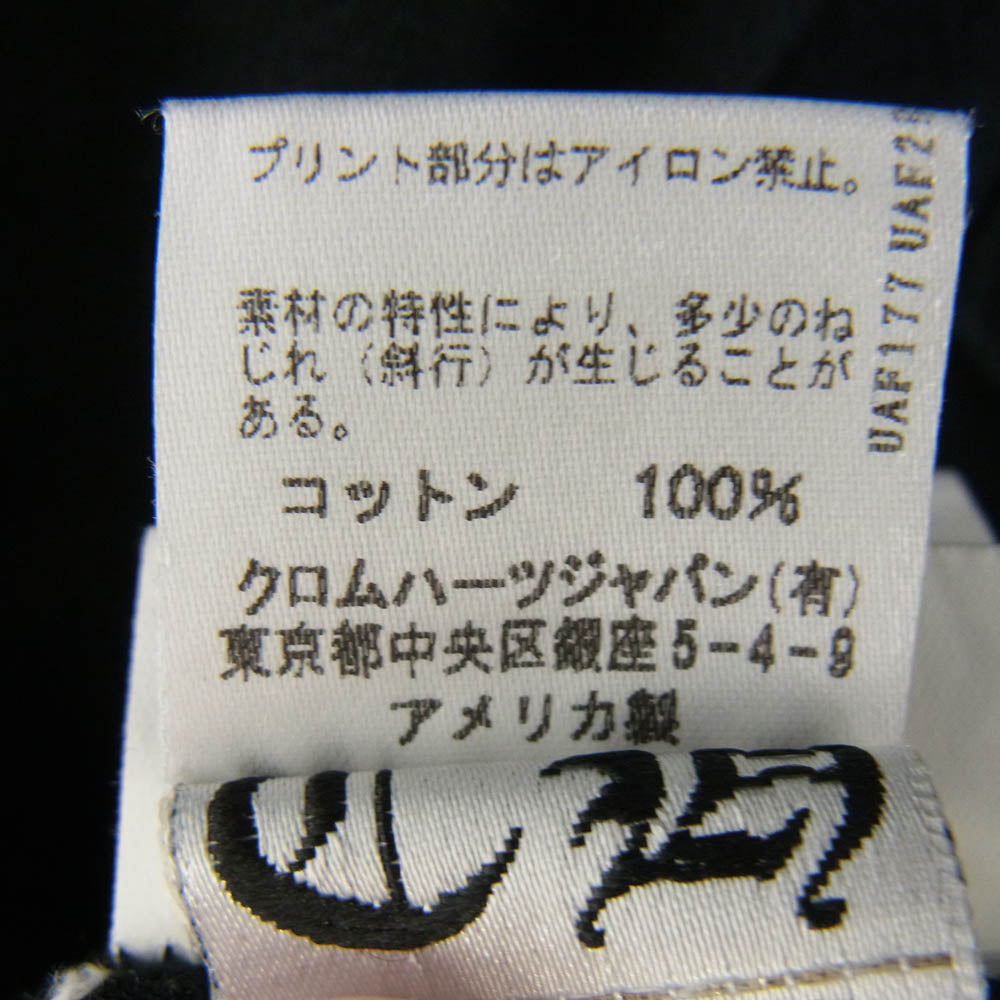 プリント部分はアイロン禁止。
素材の特性により、多少のね
じれ（斜行）が生じることが
ある。
コットン 100%
クロムハーツジャパン(有)
東京都中央区銀座5-4-9
アメリカ製
UAF177 UAF2